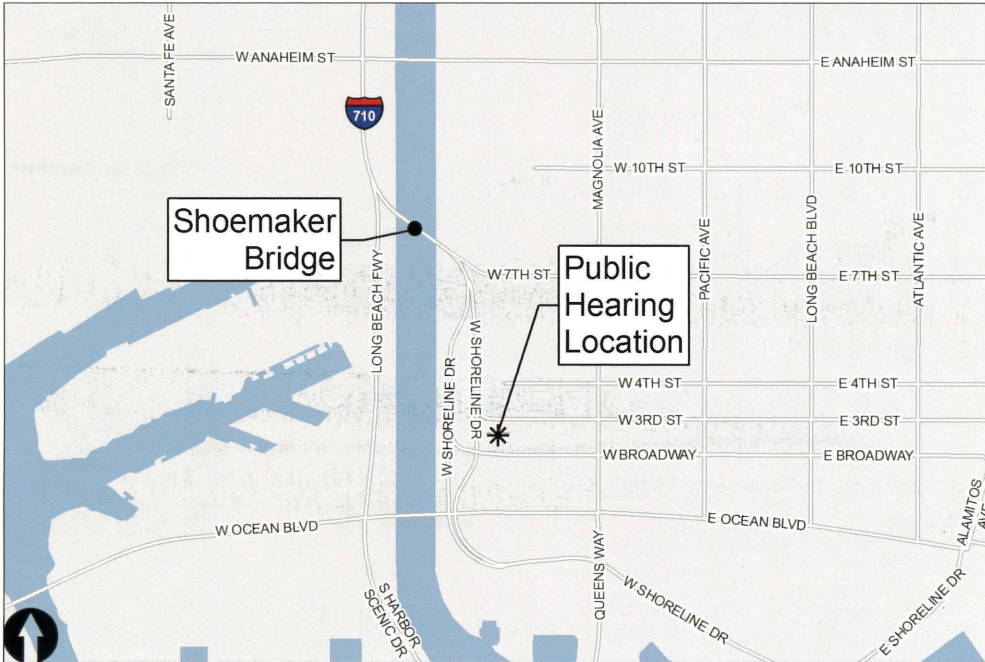 SANTA FE AVE
W ANAHEIM ST
E ANAHEIM ST
710
MAGNOLIA AVE
W 10TH ST
E 10TH ST
Shoemaker
Bridge
LONG BEACH FWY
PACIFIC AVE
LONG BEACH BLVD
ATLANTIC AVE
W 7TH ST
E 7TH ST
Public
Hearing
Location
W SHORELINE DR
W SHORELINE DR
W 4TH ST
E 4TH ST
W 3RD ST
E 3RD ST
W BROADWAY
E BROADWAY
W OCEAN BLVD
E OCEAN BLVD
ALAMITOS
AVE
QUEENS WAY
S HARBOR
SCENIC DR
W SHORELINE DR
E SHORELINE DR